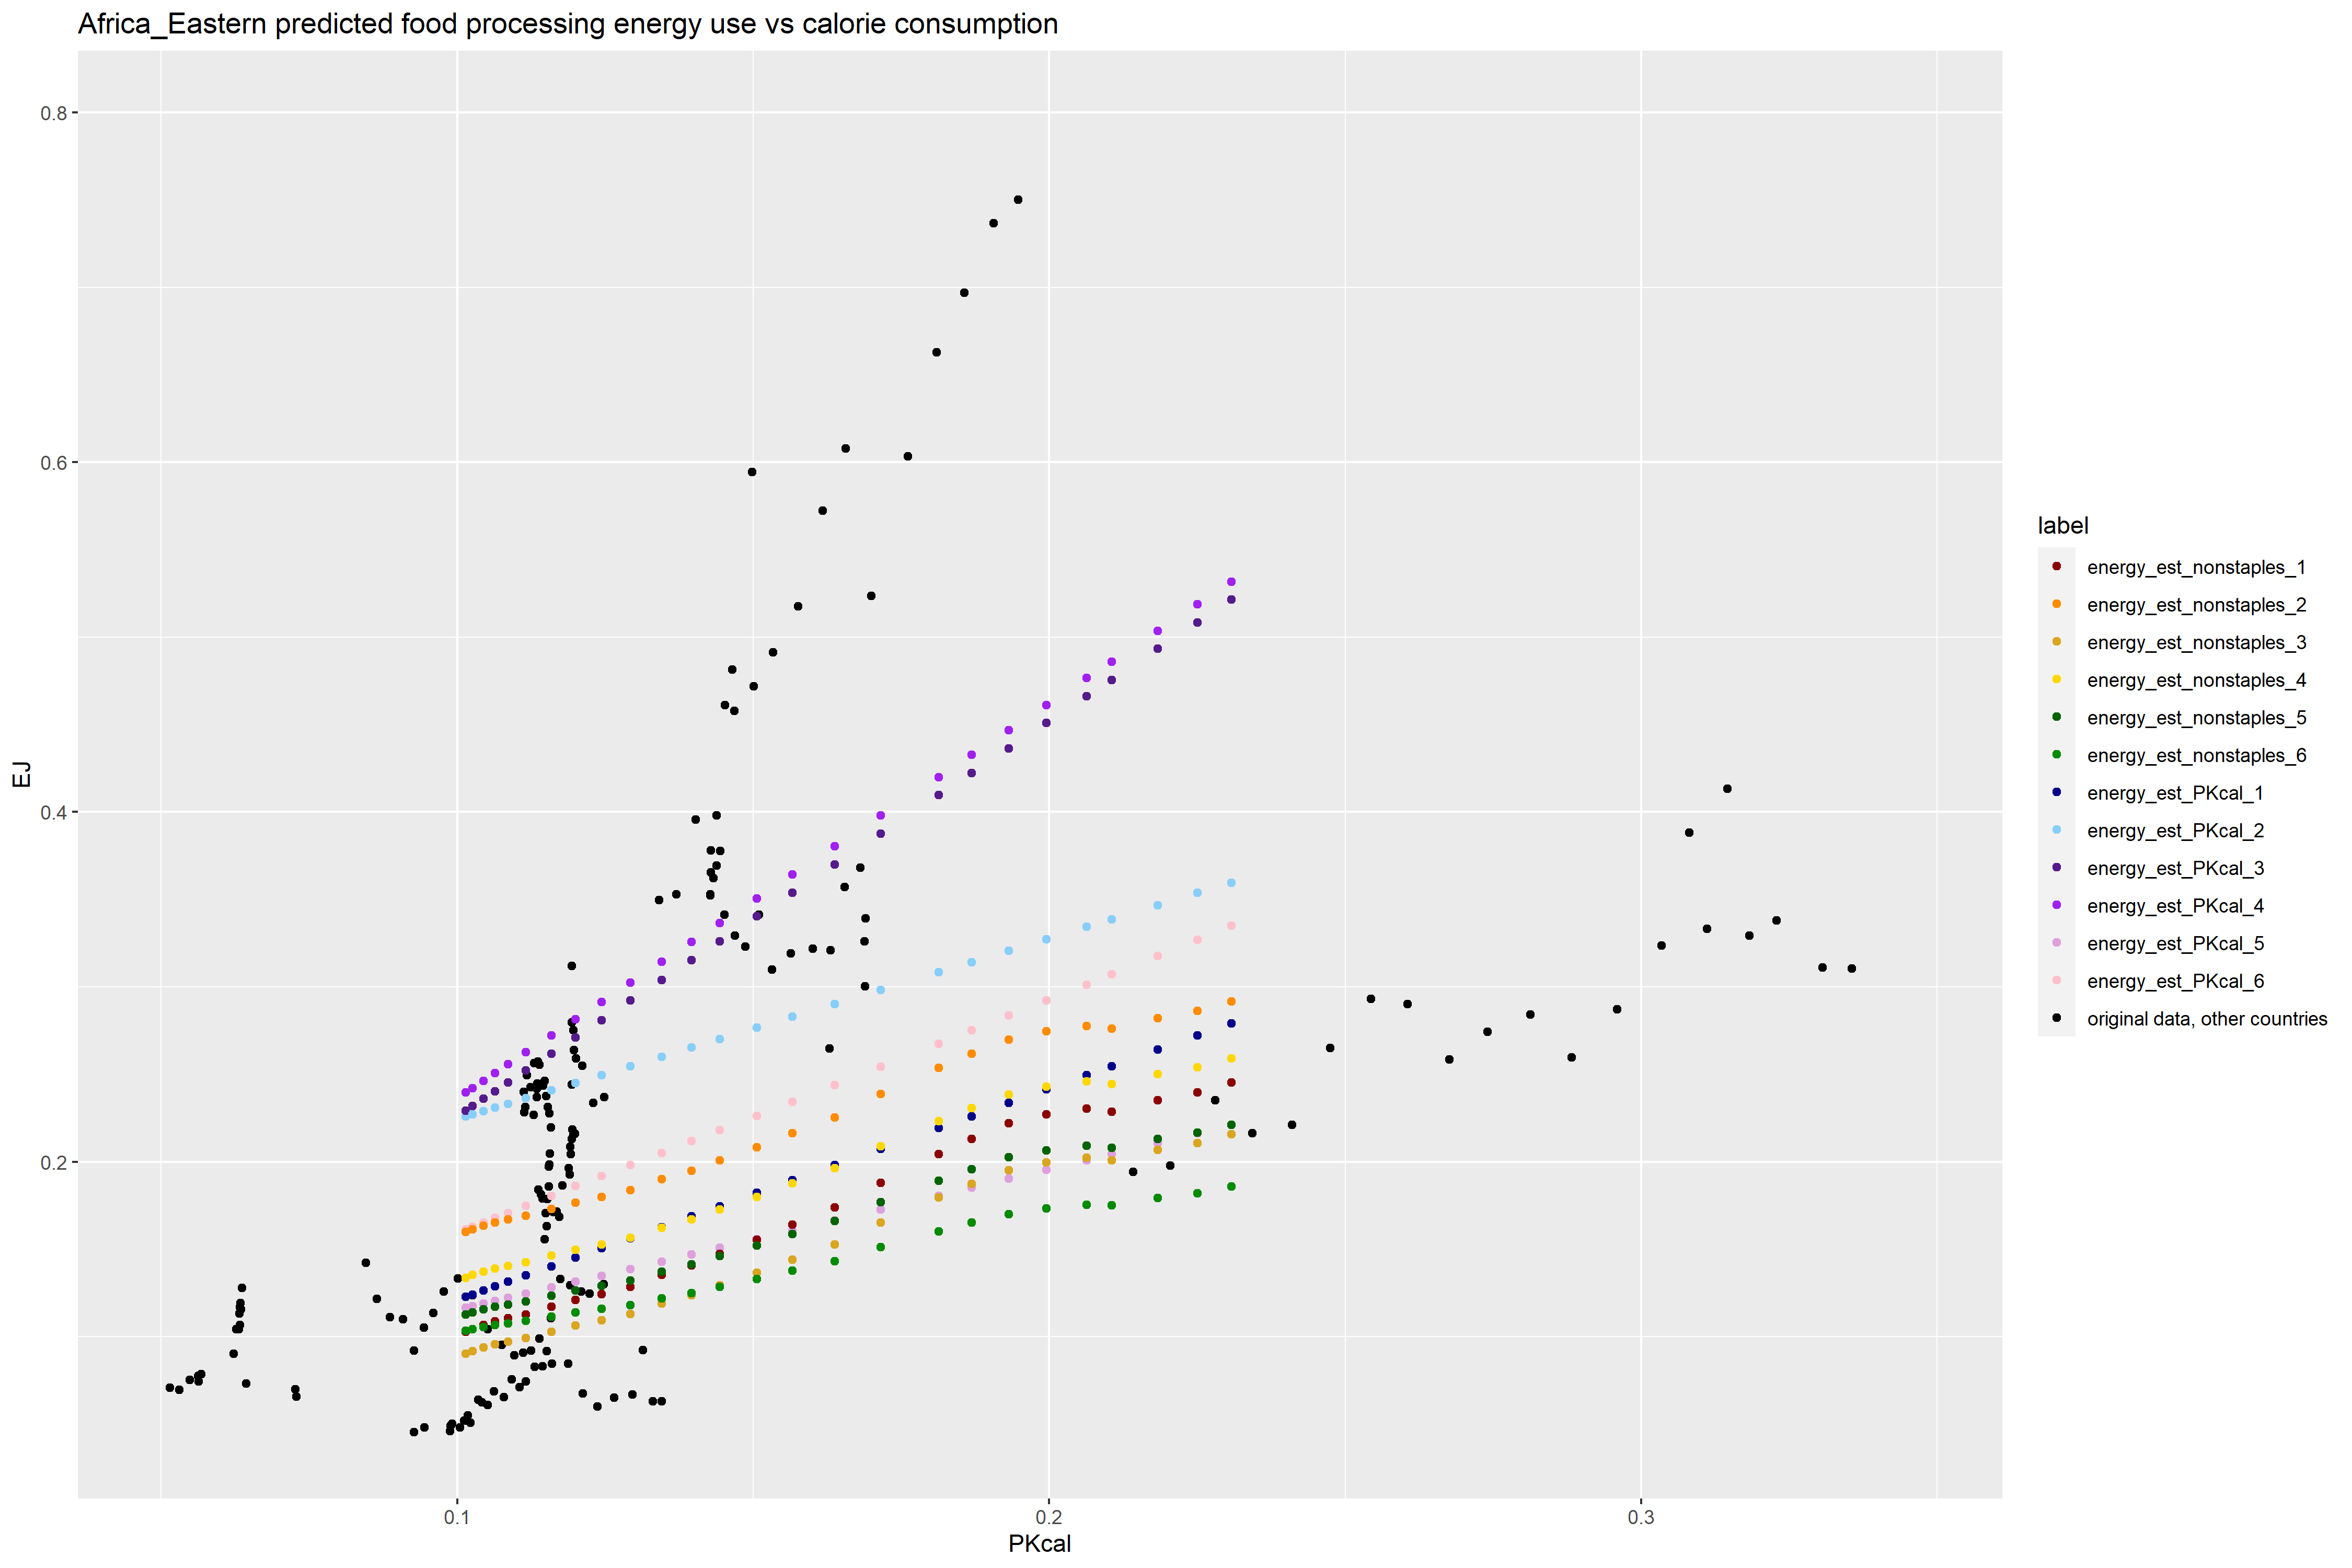 Africa_Eastern predicted food processing energy use vs calorie consumption
0.8
0.6
0.4
0.2
EJ
0.1
0.2
0.3
PKcal
label
energy_est_nonstaples_1
energy_est_nonstaples_2
energy_est_nonstaples_3
energy_est_nonstaples_4
energy_est_nonstaples_5
energy_est_nonstaples_6
energy_est_PKcal_1
energy_est_PKcal_2
energy_est_PKcal_3
energy_est_PKcal_4
energy_est_PKcal_5
energy_est_PKcal_6
original data, other countries